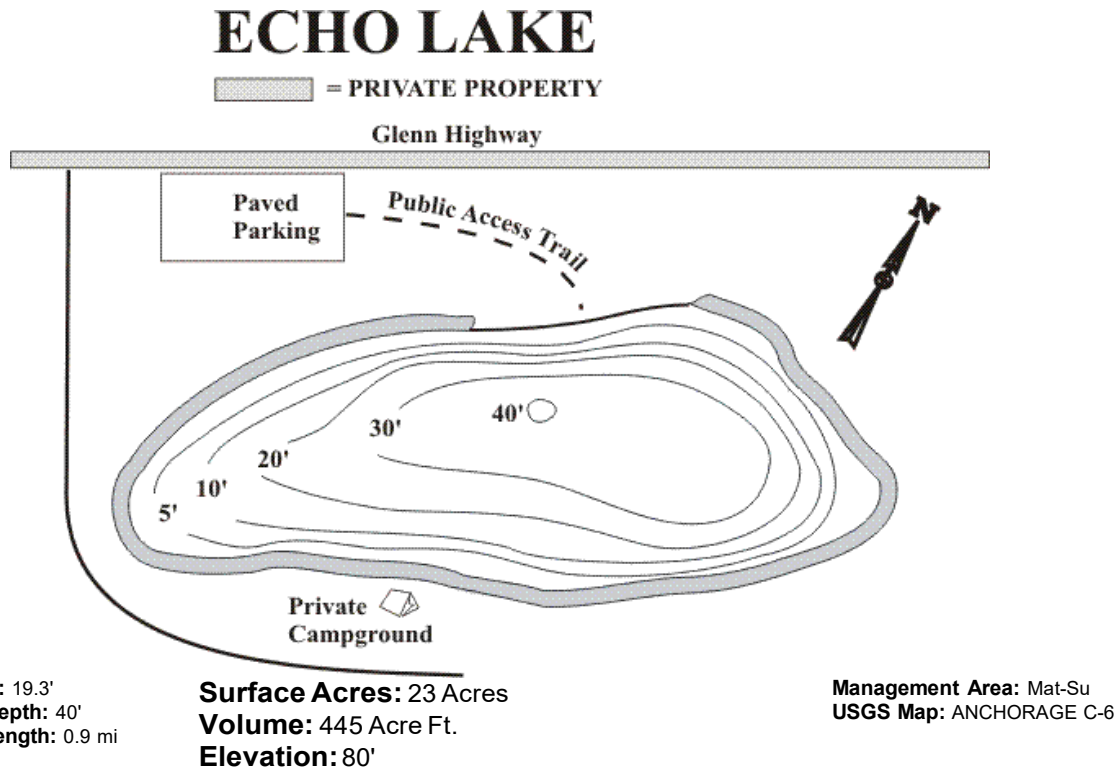 ECHO LAKE
= PRIVATE PROPERTY
Glenn Highway
Paved
Parking
Public Access Trail
N
40'
30'
20'
10'
5'
Private
Campground
: 19.3'
epth: 40'
ength: 0.9 mi
Surface Acres: 23 Acres
Volume: 445 Acre Ft.
Elevation: 80'
Management Area: Mat-Su
USGS Map: ANCHORAGE C-6